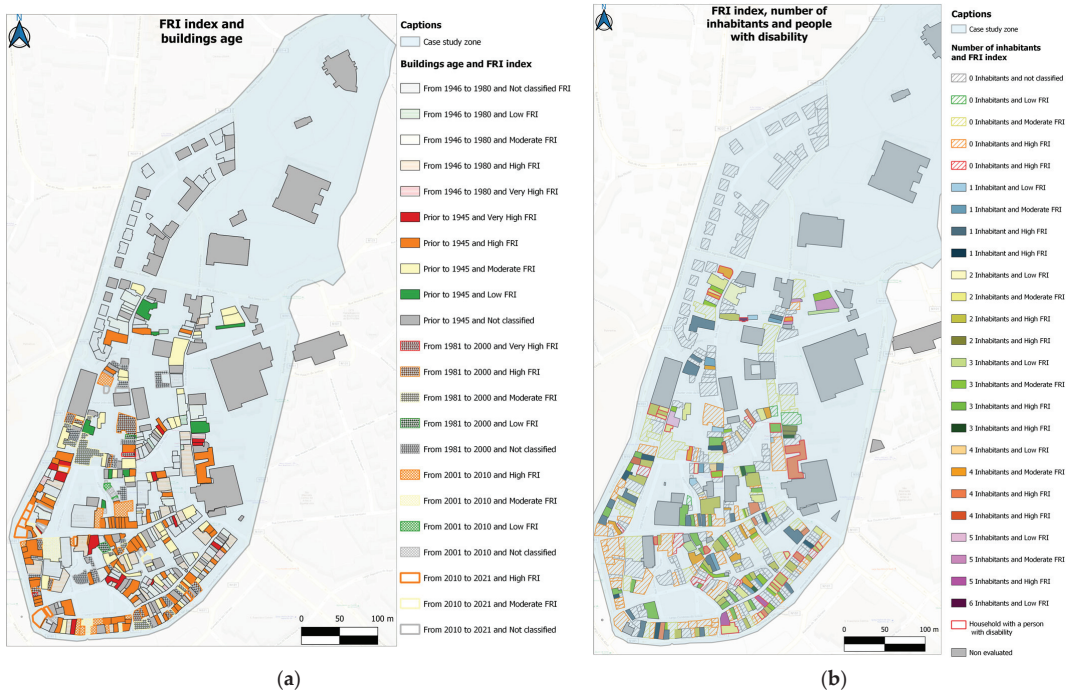 N
FRI index and
buildings age
Captions
Case study zone
Buildings age and FRI index
From 1946 to 1980 and Not classified FRI
From 1946 to 1980 and Low FRI
From 1946 to 1980 and Moderate FRI
From 1946 to 1980 and High FRI
From 1946 to 1980 and Very High FRI
Prior to 1945 and Very High FRI
Prior to 1945 and High FRI
Prior to 1945 and Moderate FRI
Prior to 1945 and Low FRI
Prior to 1945 and Not classified
From 1981 to 2000 and Very High FRI
From 1981 to 2000 and High FRI
From 1981 to 2000 and Moderate FRI
From 1981 to 2000 and Low FRI
From 1981 to 2000 and Not classified
From 2001 to 2010 and High FRI
From 2001 to 2010 and Moderate FRI
From 2001 to 2010 and Low FRI
From 2001 to 2010 and Not classified
From 2010 to 2021 and High FRI
From 2010 to 2021 and Moderate FRI
From 2010 to 2021 and Not classified
0 50 100 m
(a)
N
FRI index, number of
inhabitants and people
with disability
Captions
Case study zone
Number of inhabitants
and FRI index
0 Inhabitants and not classified
0 Inhabitants and Low FRI
0 Inhabitants and Moderate FRI
0 Inhabitants and High FRI
0 Inhabitants and High FRI
1 Inhabitant and Low FRI
1 Inhabitant and Moderate FRI
1 Inhabitant and High FRI
1 Inhabitant and High FRI
2 Inhabitants and Low FRI
2 Inhabitants and Moderate FRI
2 Inhabitants and High FRI
2 Inhabitants and High FRI
3 Inhabitants and Low FRI
3 Inhabitants and Moderate FRI
3 Inhabitants and High FRI
3 Inhabitants and High FRI
4 Inhabitants and Low FRI
4 Inhabitants and Moderate FRI
4 Inhabitants and High FRI
4 Inhabitants and High FRI
5 Inhabitants and Low FRI
5 Inhabitants and Moderate FRI
5 Inhabitants and High FRI
6 Inhabitants and Low FRI
Household with a person
with disability
Non evaluated
0 50 100 m
(b)